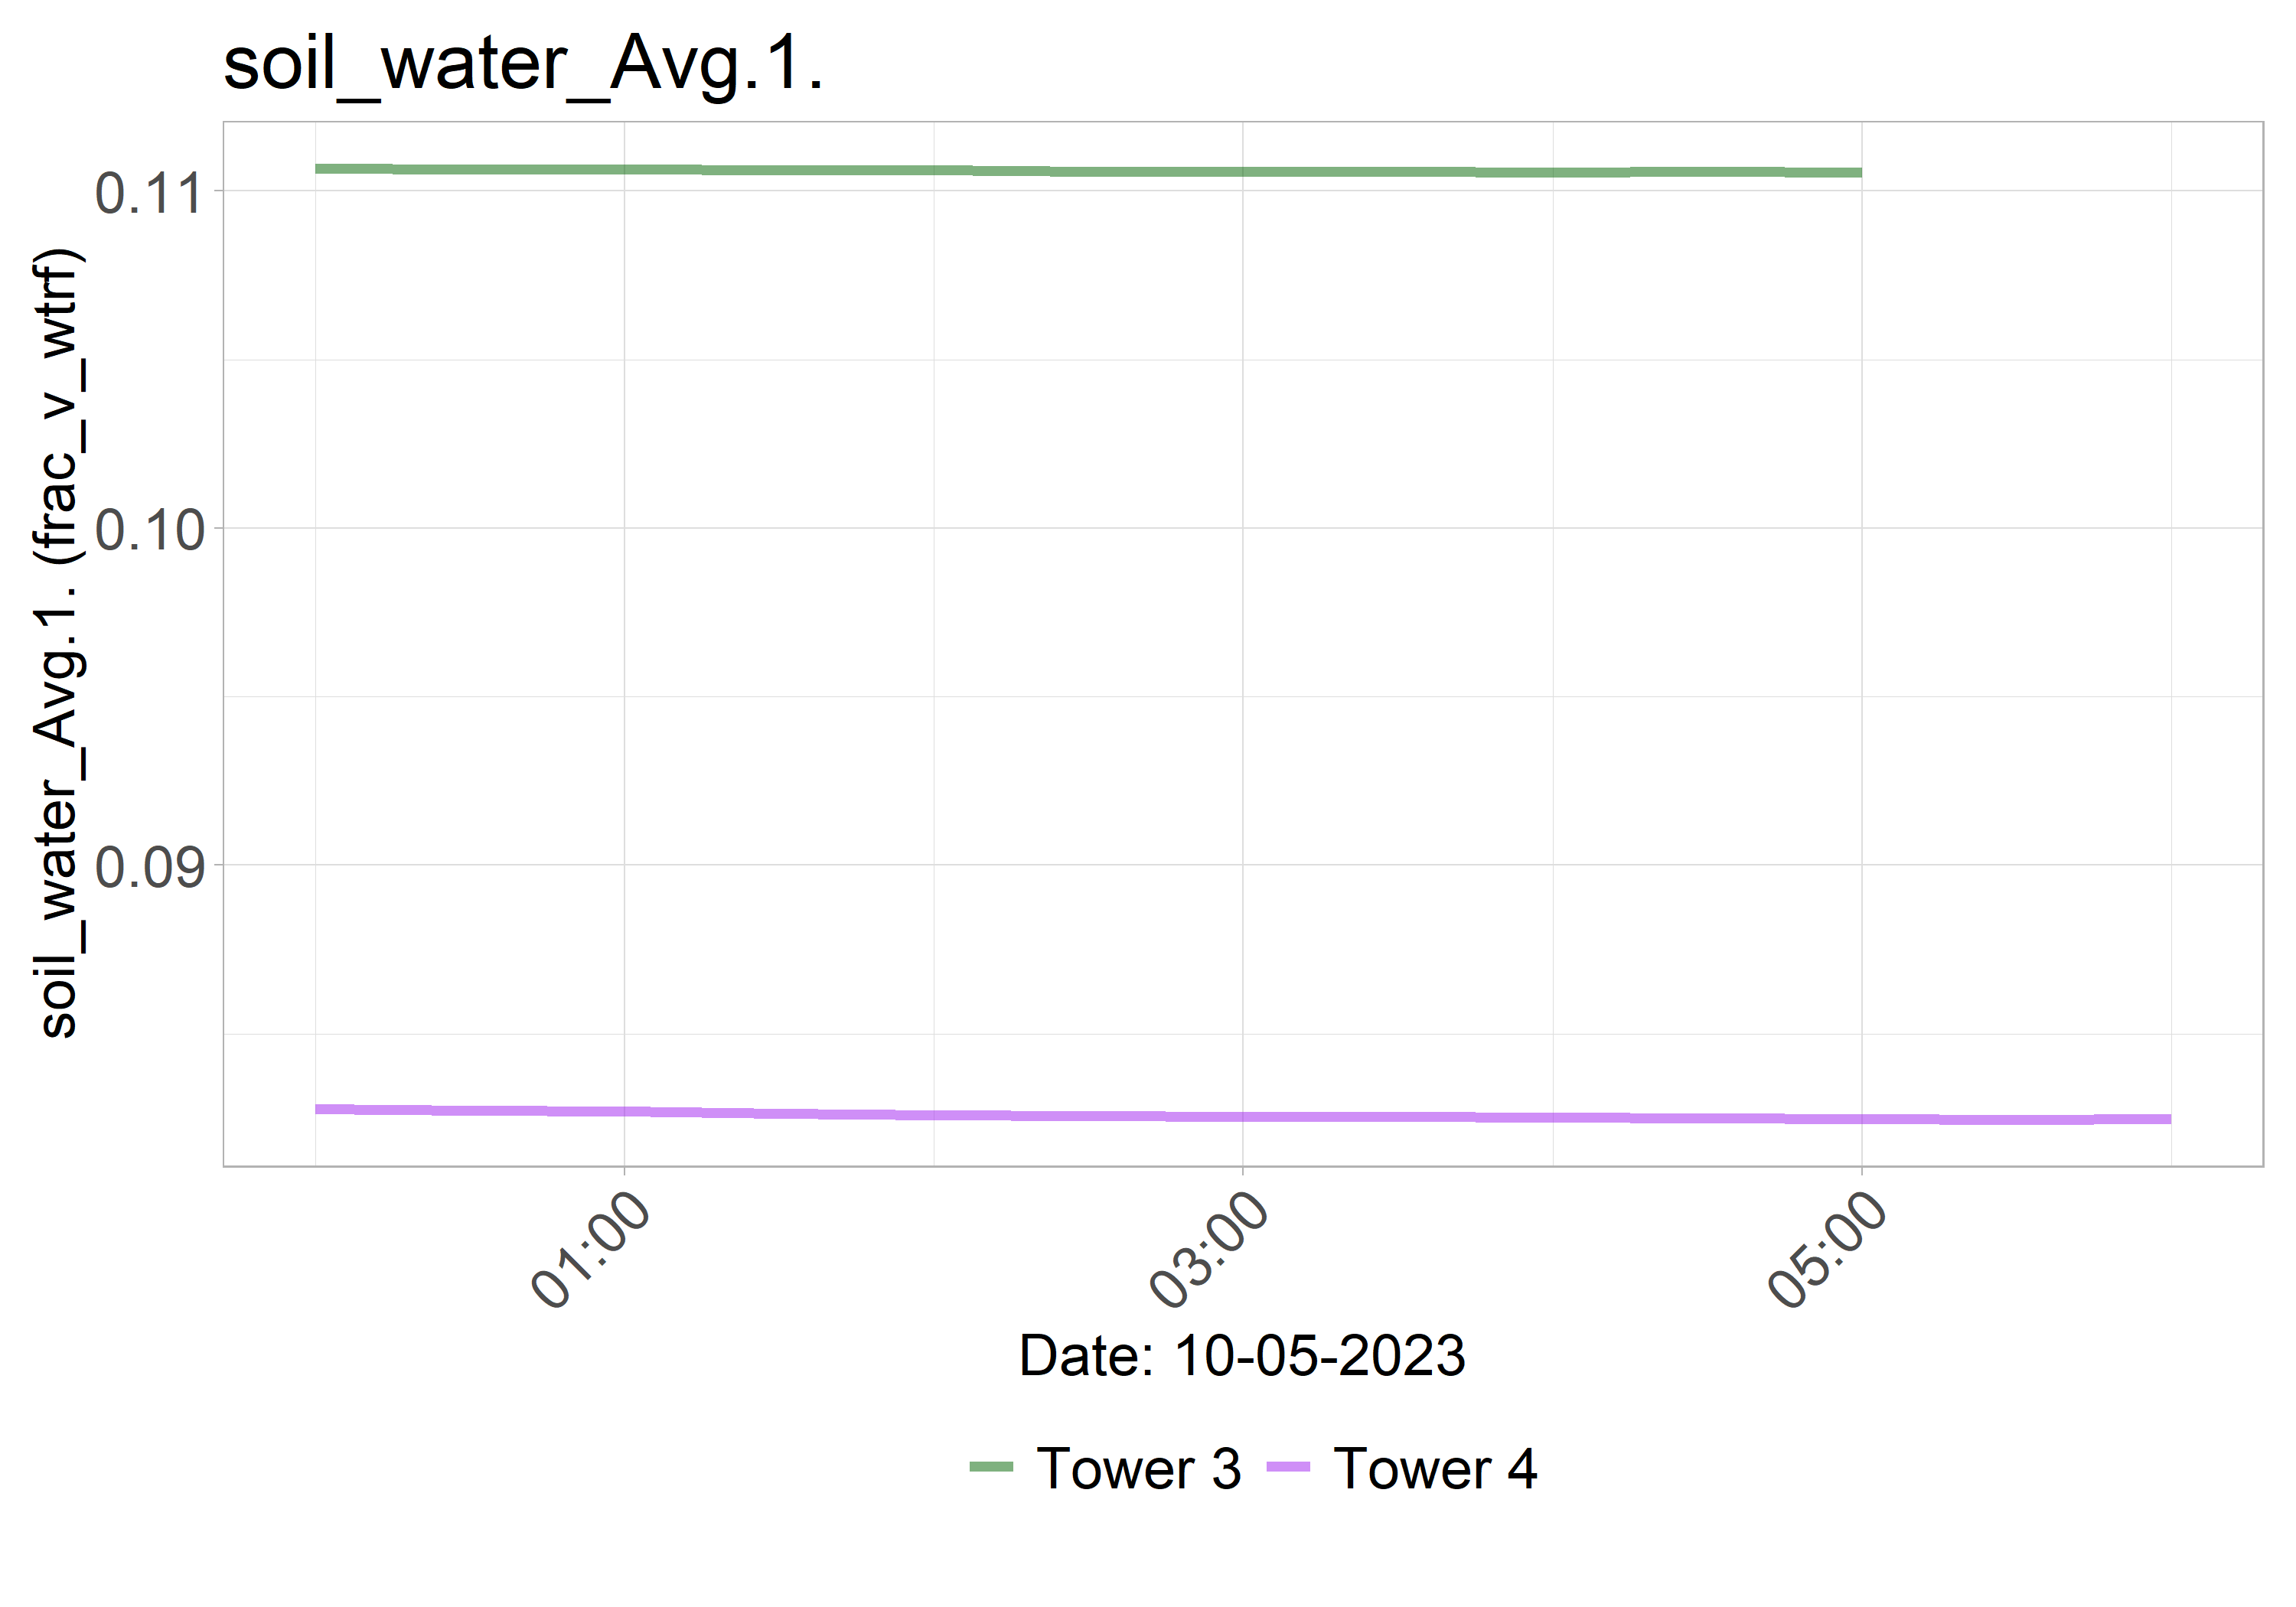 soil_water_Avg.1.
soil_water_Avg.1. (frac_v_wtrf)
0.11
0.10
0.09
01:00
03:00
05:00
Date: 10-05-2023
Tower 3
Tower 4